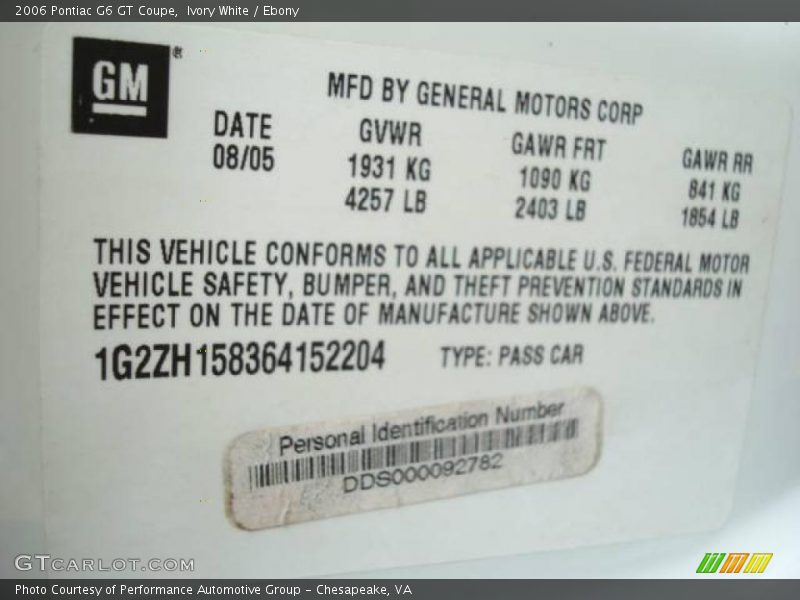 2006 Pontiac G6 GT Coupe,  Ivory White / Ebony
GM ®
MFD BY GENERAL MOTORS CORP
DATE GVWR GAWR FRT GAWR RR
08/05 1931 KG 1090 KG 841 KG
4257 LB 2403 LB 1854 LB
THIS VEHICLE CONFORMS TO ALL APPLICABLE U.S. FEDERAL MOTOR
VEHICLE SAFETY, BUMPER, AND THEFT PREVENTION STANDARDS IN
EFFECT ON THE DATE OF MANUFACTURE SHOWN ABOVE.
1G2ZH158364152204 TYPE: PASS CAR
Personal Identification Number
DDS000092782
GTCARLOT.COM
Photo Courtesy of Performance Automotive Group - Chesapeake, VA